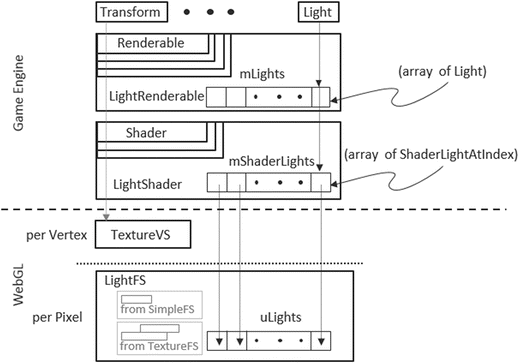 Transform • • • Light
Renderable
mLights
LightRenderable • • •
(array of Light)
Game Engine
Shader
mShaderLights
(array of ShaderLightAtIndex)
LightShader • • •
per Vertex TextureVS
WebGL
LightFS
from SimpleFS
uLights
per Pixel
from TextureFS • • •